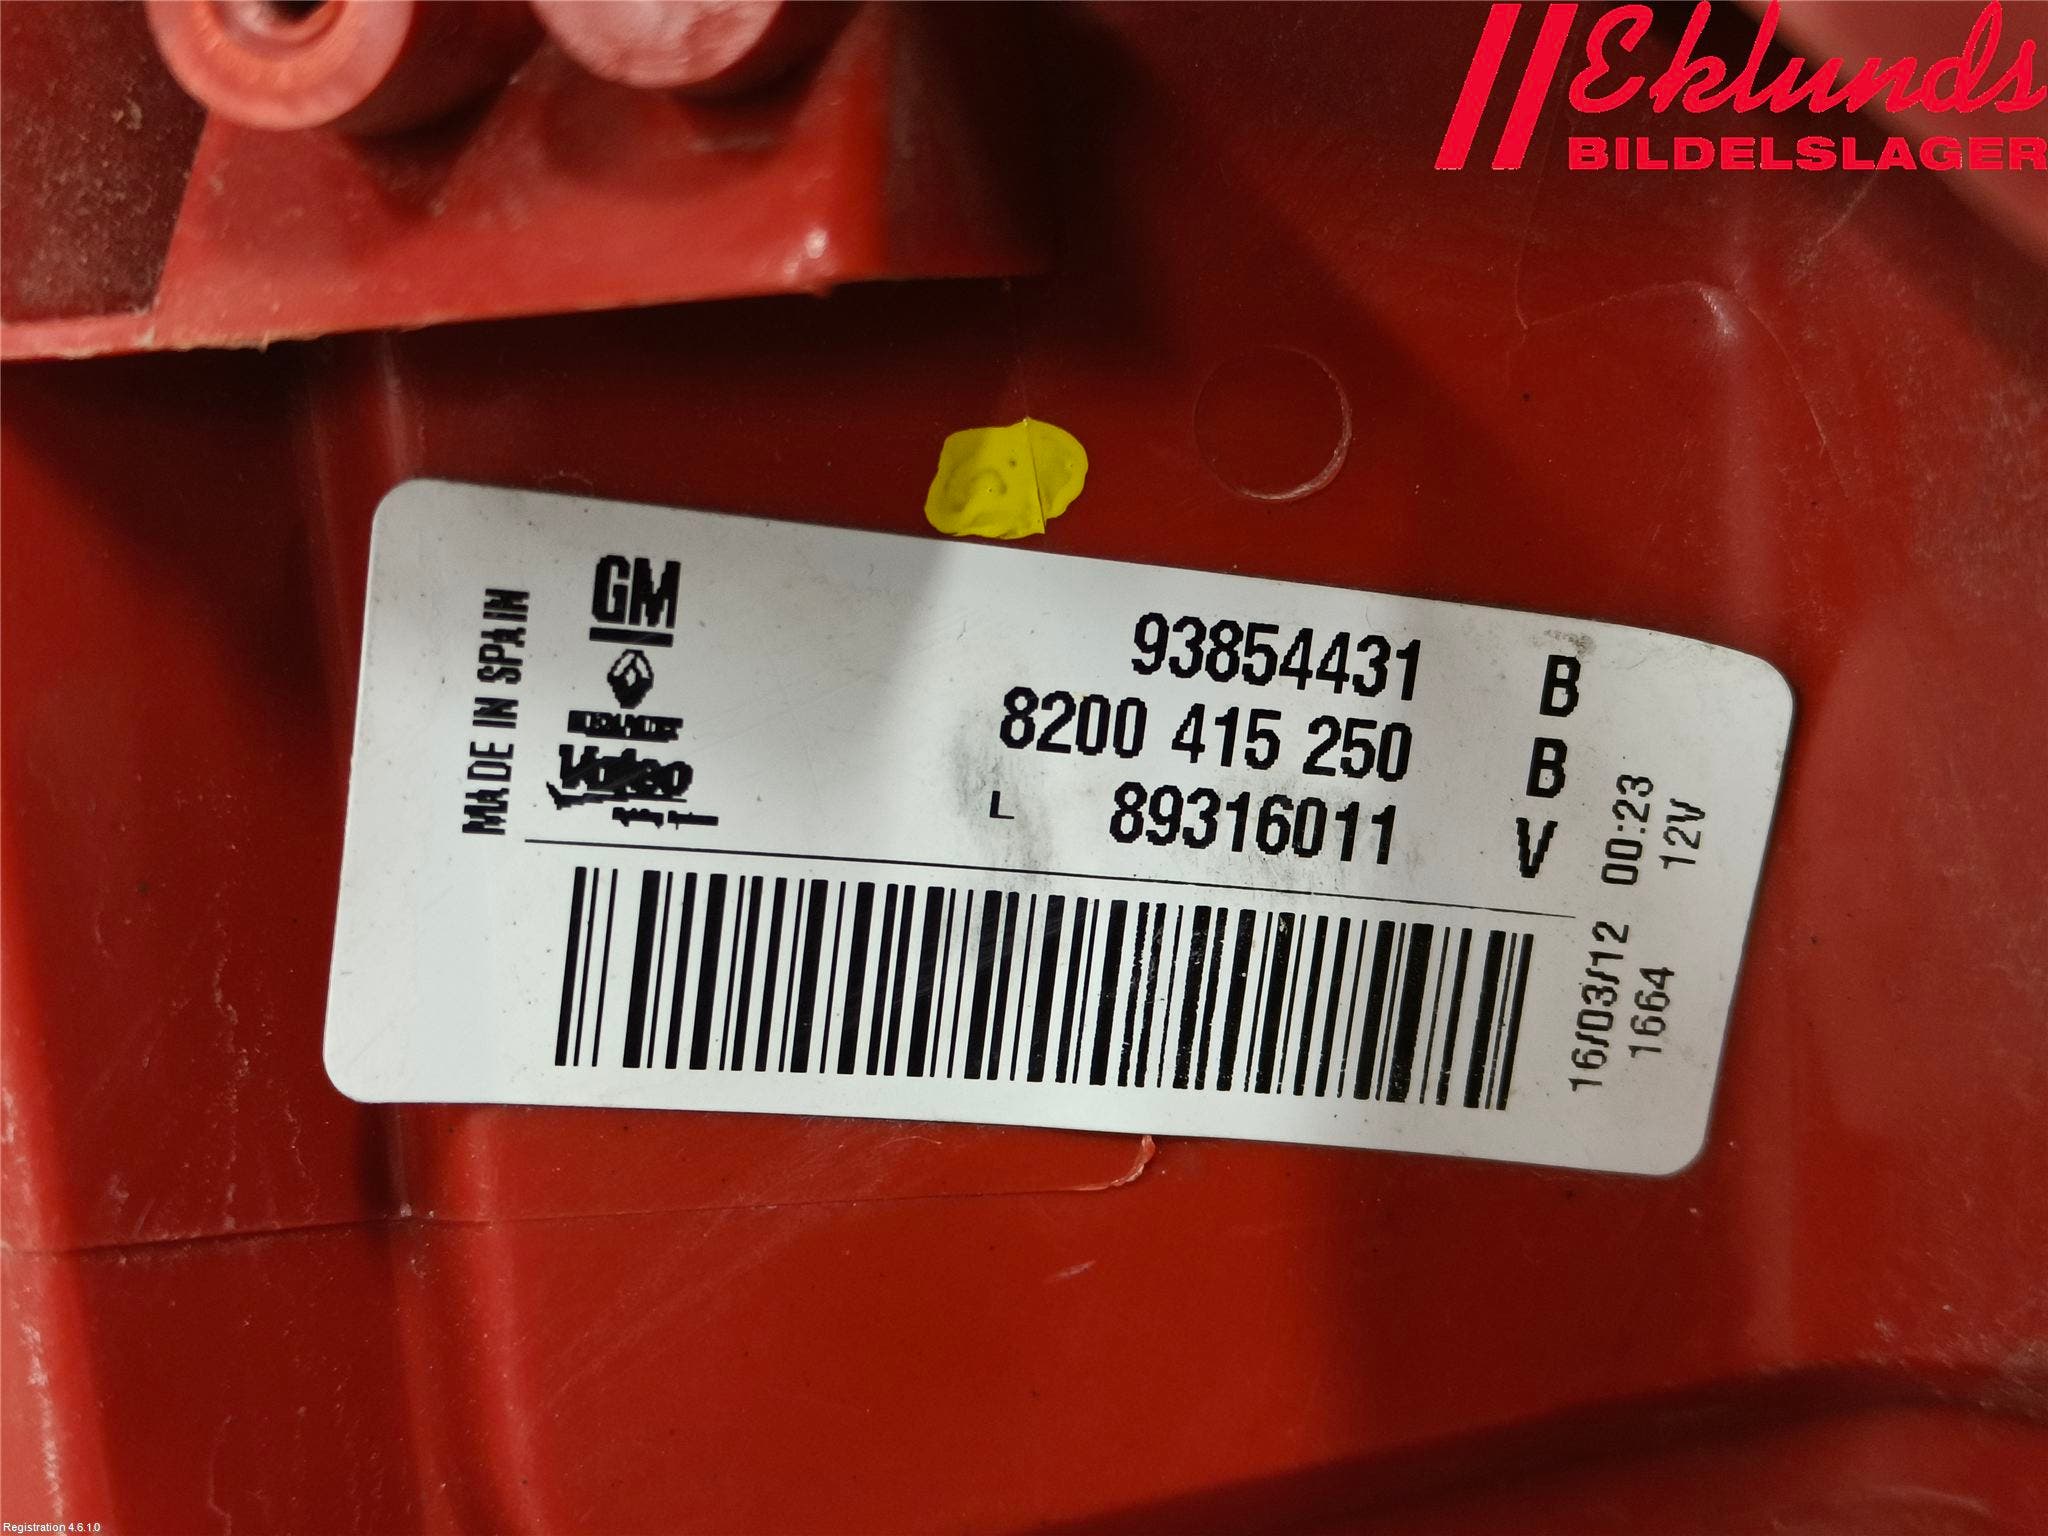 Eklunds
BILDELSLAGER
MADE IN SPAIN
GM
Valeo
93854431 B
8200 415 250 B
L 89316011 V
16/03/12 00:23
1664 12V
Registration 4.6.1.0